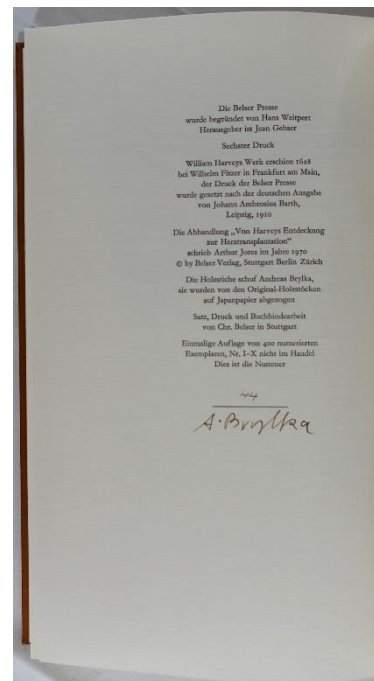 Die Belser Presse
wurde begründet von Hans Weitpert
Herausgeber ist Jean Gebser
Sechster Druck
William Harveys Werk erschien 1628
bei Wilhelm Fitzer in Frankfurt am Main,
der Druck der Belser Presse
wurde gesetzt nach der deutschen Ausgabe
von Johann Ambrosius Barth,
Leipzig, 1910
Die Abhandlung „Von Harveys Entdeckung
zur Herztransplantation“
schrieb Arthur Jores im Jahre 1970
© by Belser Verlag, Stuttgart Berlin Zürich
Die Holzstiche schuf Andreas Brylka,
sie wurden von den Original-Holzstöcken
auf Japanpapier abgezogen
Satz, Druck und Buchbindearbeit
von Chr. Belser in Stuttgart
Einmalige Auflage von 400 numerierten
Exemplaren, Nr. I–X nicht im Handel
Dies ist die Nummer
44
A. Brylka